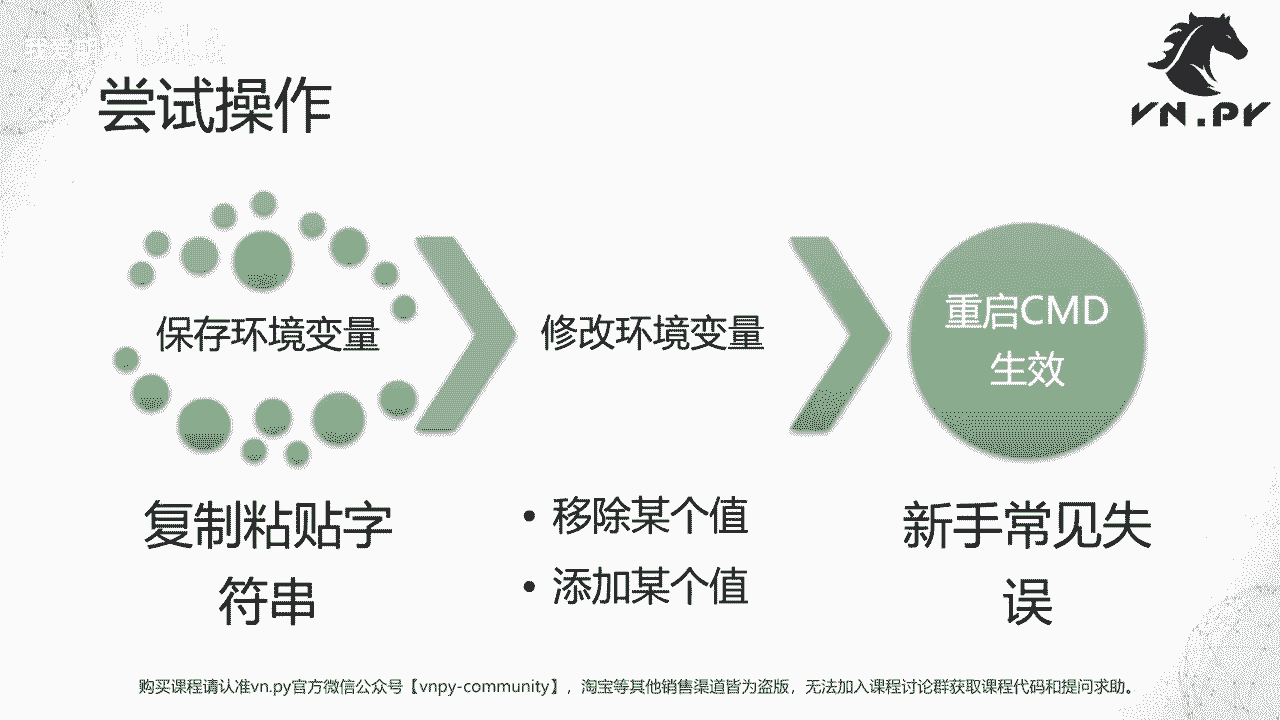 VN.PY
尝试操作
保存环境变量
修改环境变量
重启CMD
生效
复制粘贴字
符串
• 移除某个值
• 添加某个值
新手常见失
误
购买课程请认准vn.py官方微信公众号【vnpy-community】，淘宝等其他销售渠道皆为盗版，无法加入课程讨论群获取课程代码和提问求助。